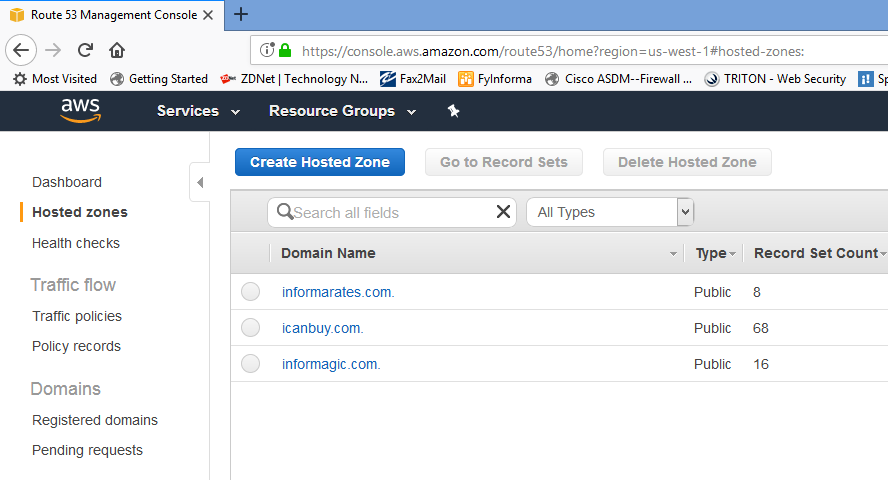 Route 53 Management Console
https://console.aws.amazon.com/route53/home?region=us-west-1#hosted-zones:
Most Visited Getting Started ZDNet | Technology N... Fax2Mail FyInforma Cisco ASDM--Firewall ... TRITON - Web Security Sp
aws Services Resource Groups
Create Hosted Zone Go to Record Sets Delete Hosted Zone
Dashboard
Hosted zones
Health checks
Traffic flow
Traffic policies
Policy records
Domains
Registered domains
Pending requests
Search all fields All Types
Domain Name Type Record Set Count
informarates.com. Public 8
icanbuy.com. Public 68
informagic.com. Public 16